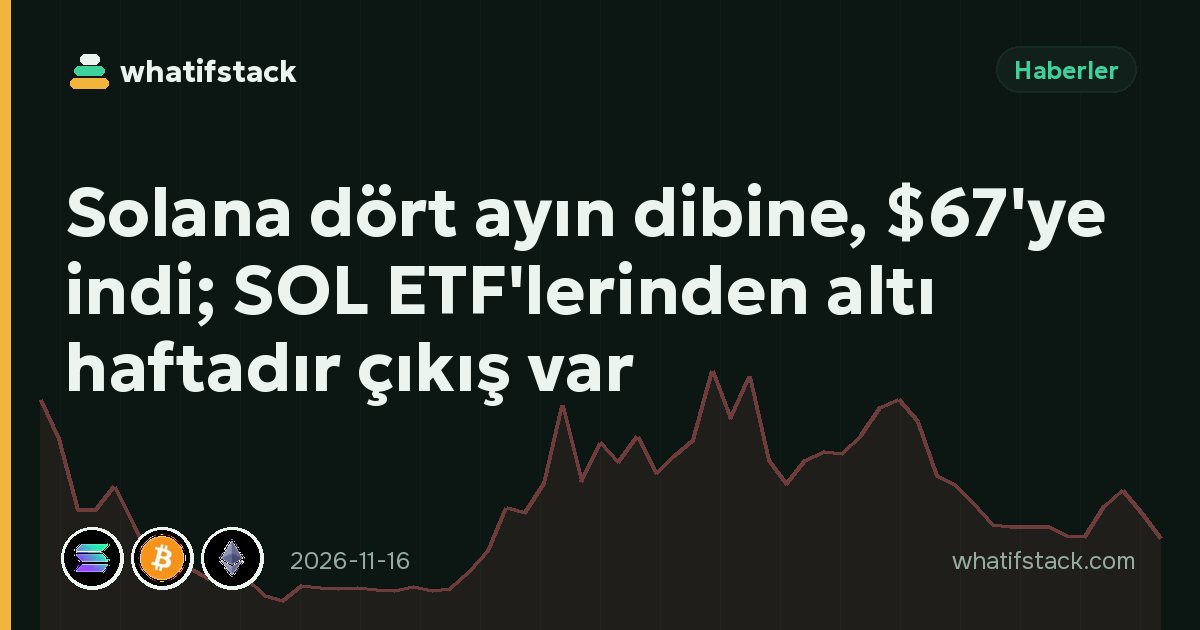 whatifstack
Haberler
Solana dört ayın dibine, $67'ye
indi; SOL ETF'lerinden altı
haftadır çıkış var
2026-11-16
whatifstack.com